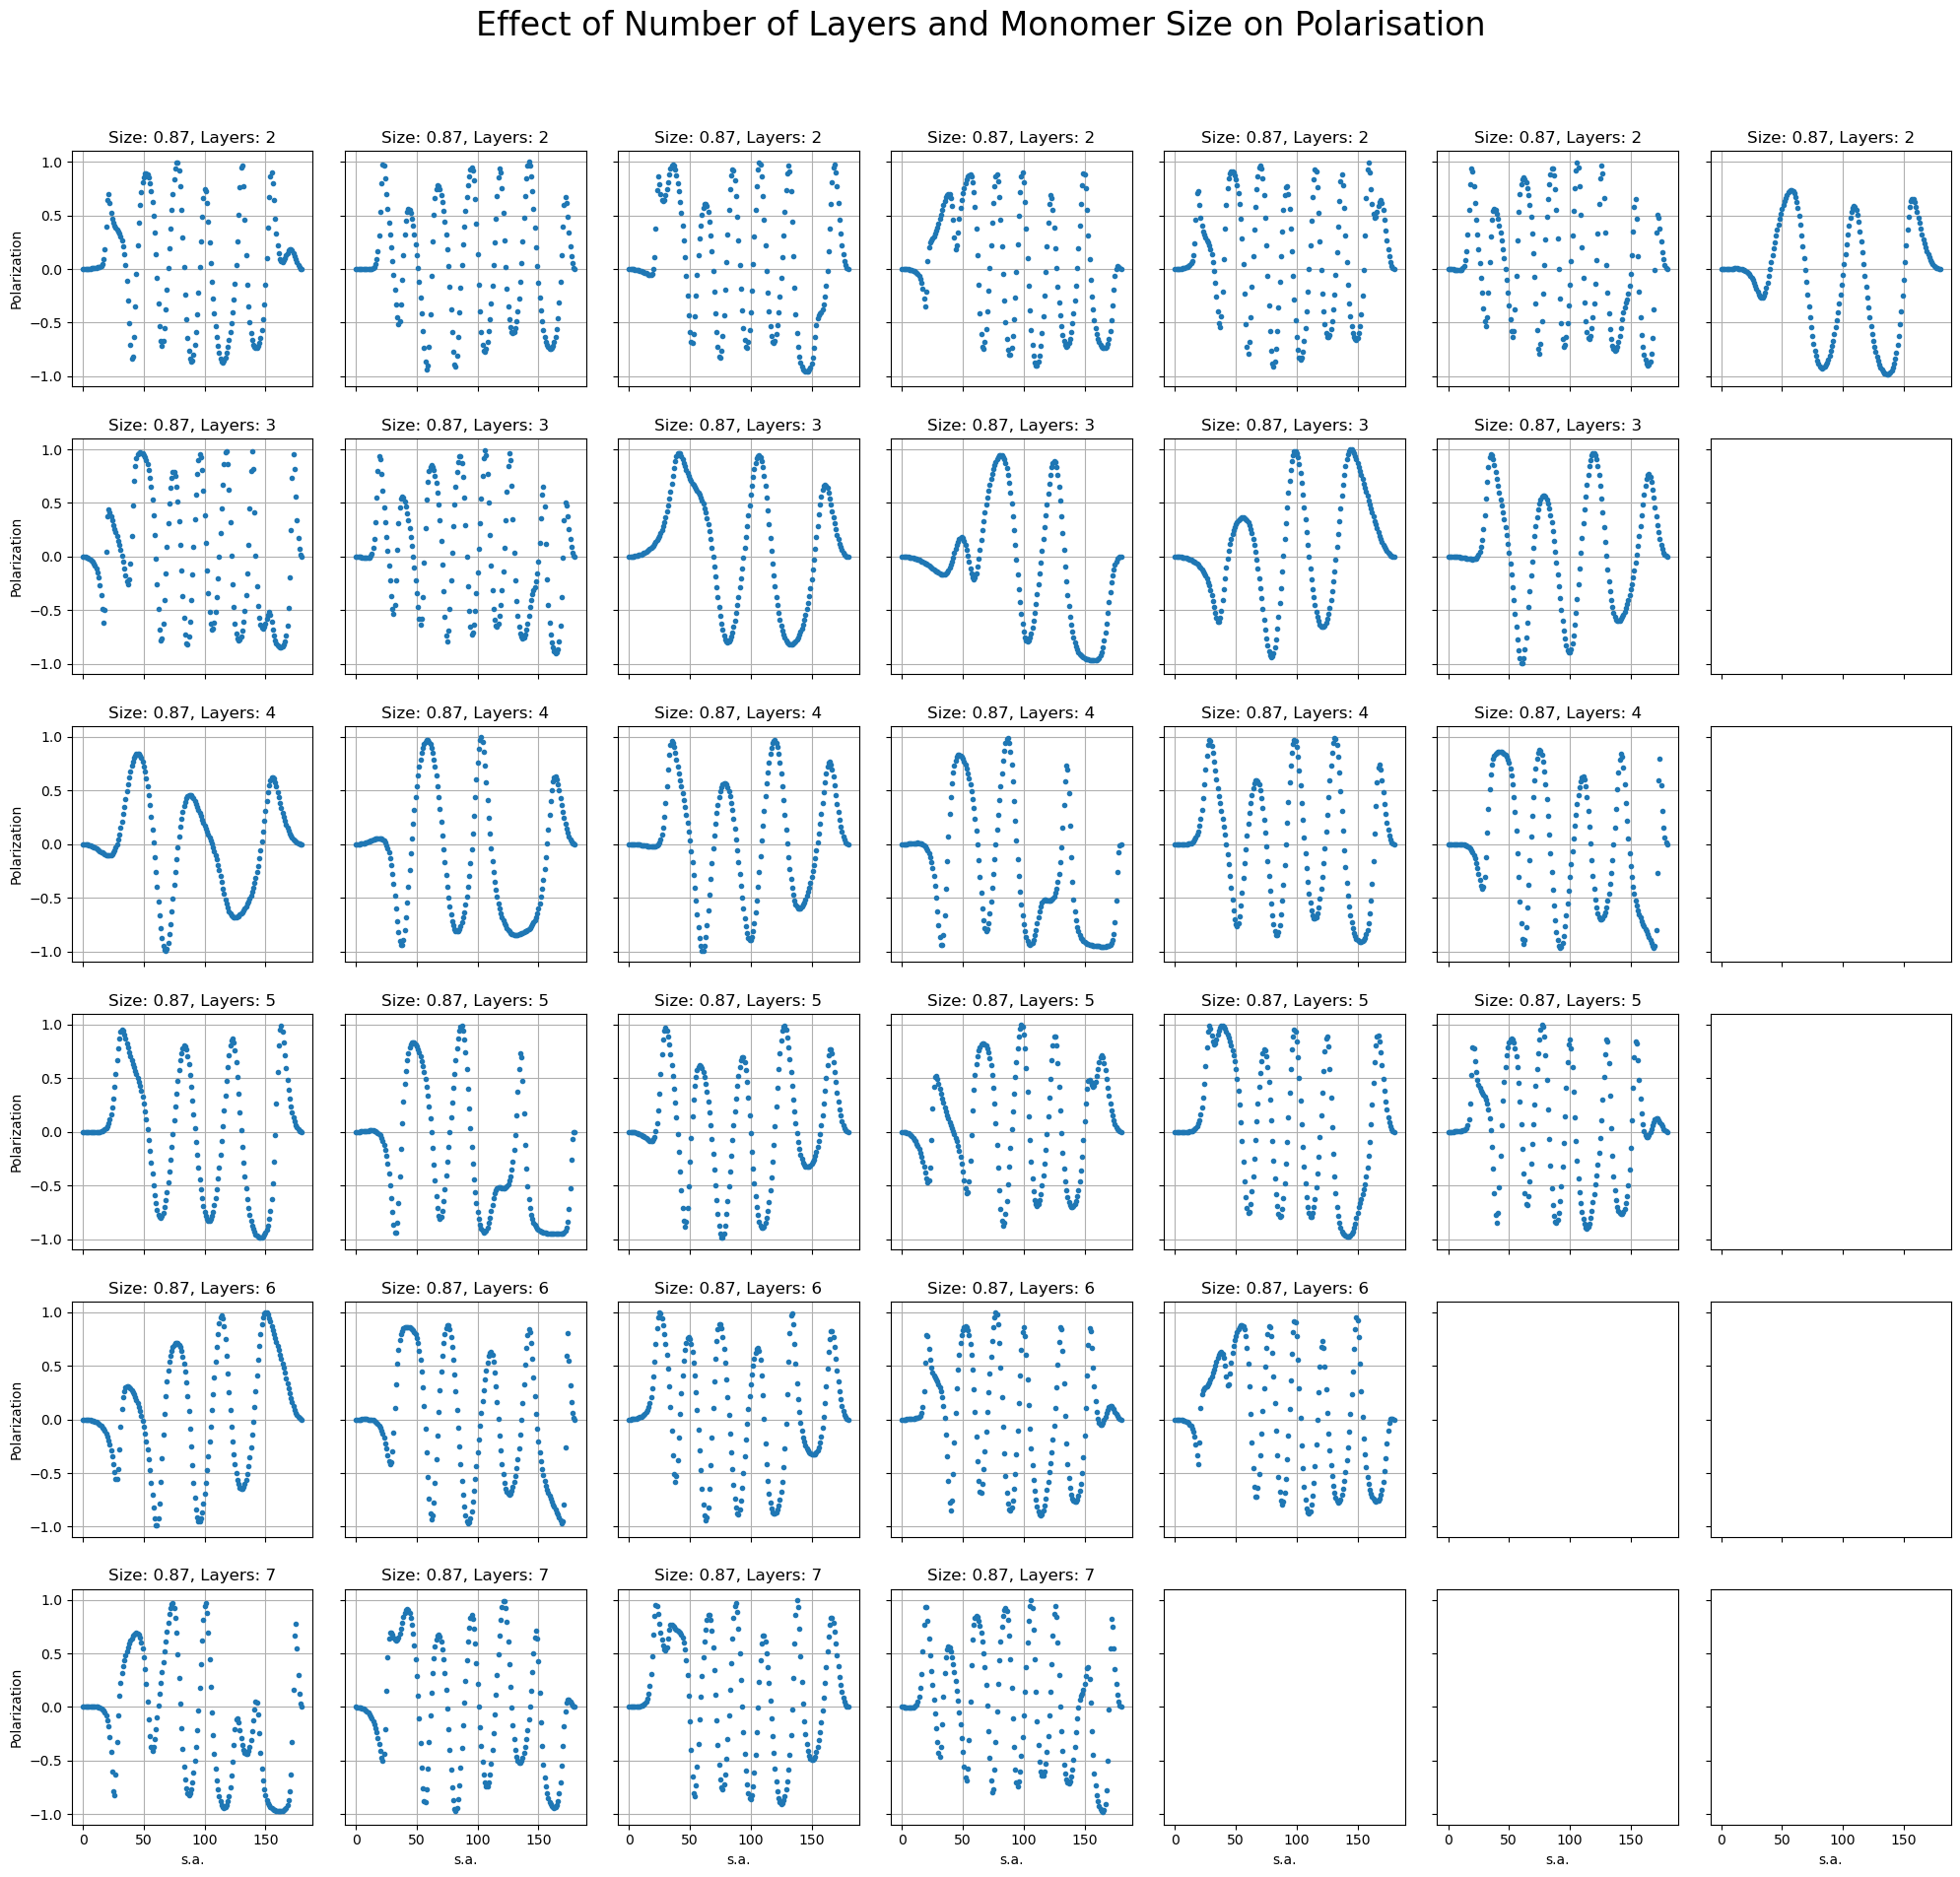 Effect of Number of Layers and Monomer Size on Polarisation
Size: 0.87, Layers: 2 Size: 0.87, Layers: 2 Size: 0.87, Layers: 2 Size: 0.87, Layers: 2 Size: 0.87, Layers: 2 Size: 0.87, Layers: 2 Size: 0.87, Layers: 2
1.0
0.5
0.0
−0.5
−1.0
Polarization
Size: 0.87, Layers: 3 Size: 0.87, Layers: 3 Size: 0.87, Layers: 3 Size: 0.87, Layers: 3 Size: 0.87, Layers: 3 Size: 0.87, Layers: 3
1.0
0.5
0.0
−0.5
−1.0
Polarization
Size: 0.87, Layers: 4 Size: 0.87, Layers: 4 Size: 0.87, Layers: 4 Size: 0.87, Layers: 4 Size: 0.87, Layers: 4 Size: 0.87, Layers: 4
1.0
0.5
0.0
−0.5
−1.0
Polarization
Size: 0.87, Layers: 5 Size: 0.87, Layers: 5 Size: 0.87, Layers: 5 Size: 0.87, Layers: 5 Size: 0.87, Layers: 5 Size: 0.87, Layers: 5
1.0
0.5
0.0
−0.5
−1.0
Polarization
Size: 0.87, Layers: 6 Size: 0.87, Layers: 6 Size: 0.87, Layers: 6 Size: 0.87, Layers: 6 Size: 0.87, Layers: 6
1.0
0.5
0.0
−0.5
−1.0
Polarization
Size: 0.87, Layers: 7 Size: 0.87, Layers: 7 Size: 0.87, Layers: 7 Size: 0.87, Layers: 7
1.0
0.5
0.0
−0.5
−1.0
Polarization
0 50 100 150 0 50 100 150 0 50 100 150 0 50 100 150 0 50 100 150 0 50 100 150 0 50 100 150
s.a. s.a. s.a. s.a. s.a. s.a. s.a.